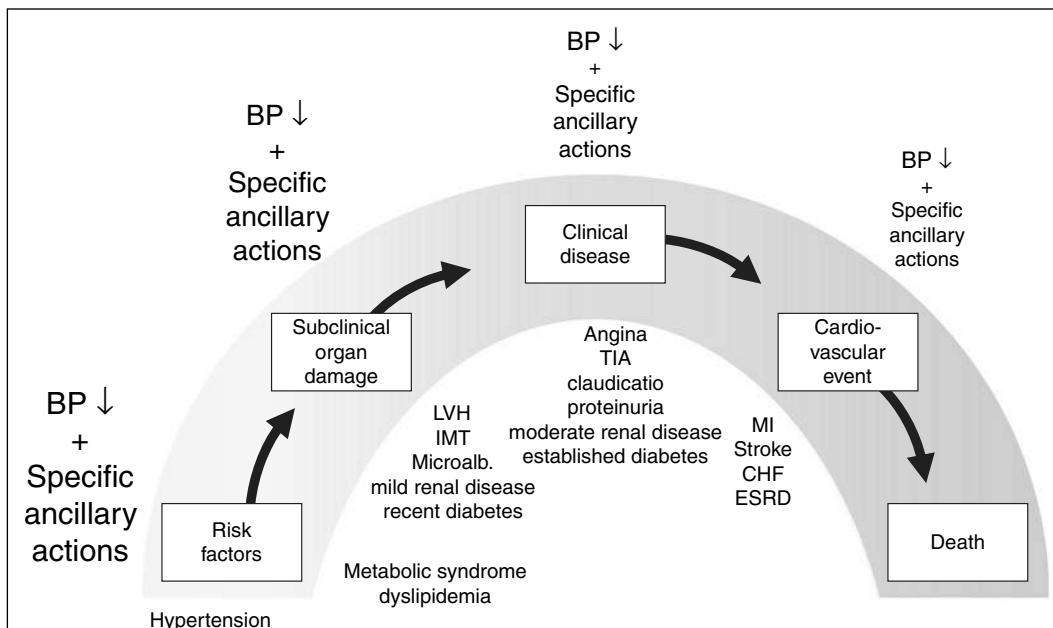 BP ↓
+
Specific
ancillary
actions
BP ↓
+
Specific
ancillary
actions
BP ↓
+
Specific
ancillary
actions
BP ↓
+
Specific
ancillary
actions
Risk
factors
Subclinical
organ
damage
Clinical
disease
Cardio-
vascular
event
Death
Hypertension
Metabolic syndrome
dyslipidemia
LVH
IMT
Microalb.
mild renal disease
recent diabetes
Angina
TIA
claudicatio
proteinuria
moderate renal disease
established diabetes
MI
Stroke
CHF
ESRD